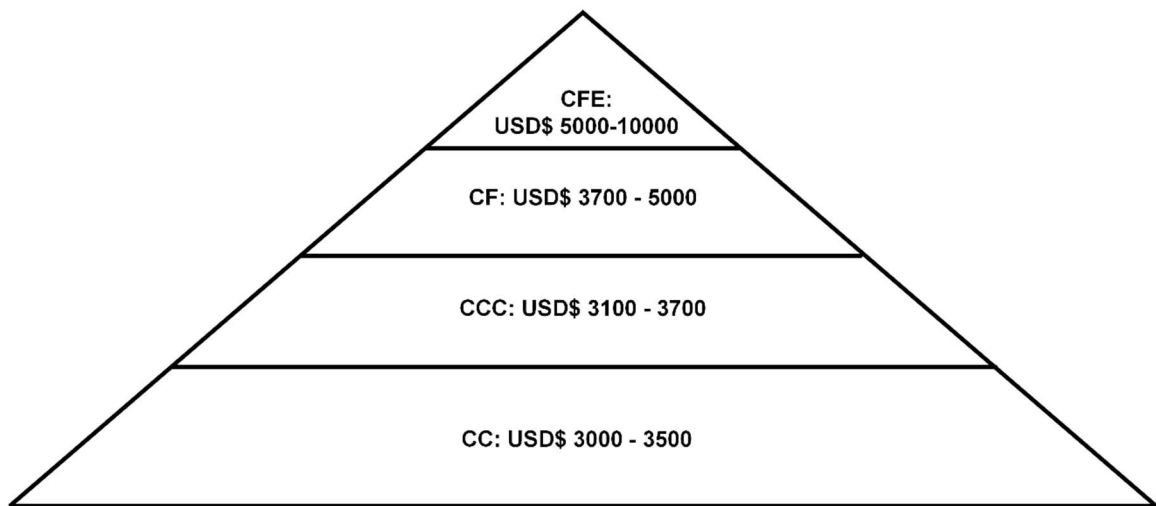 CFE:
USD$ 5000-10000
CF: USD$ 3700 - 5000
CCC: USD$ 3100 - 3700
CC: USD$ 3000 - 3500